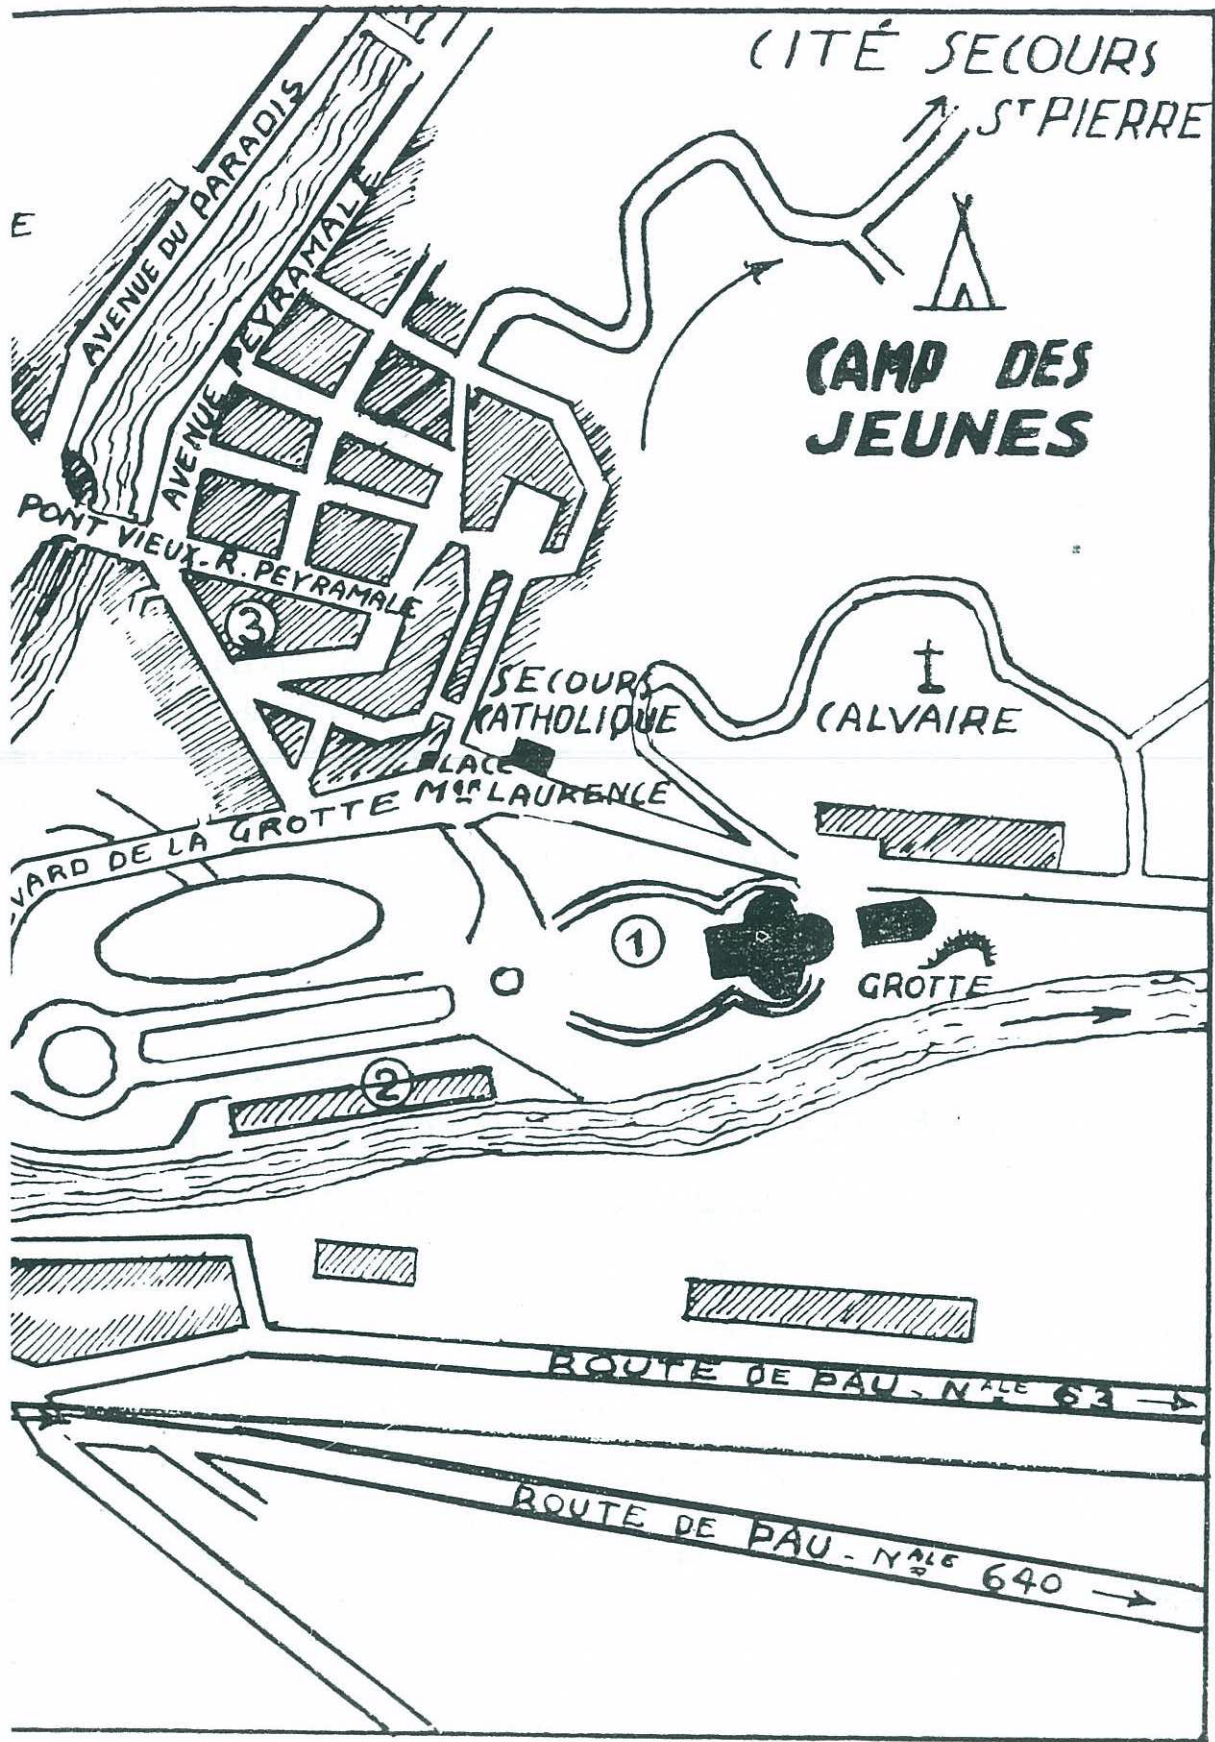 CITÉ SECOURS
ST PIERRE
E
AVENUE DU PARADIS
AVENUE PEYRAMALE
CAMP DES
JEUNES
PONT VIEUX. R. PEYRAMALE
3
SECOURS
CATHOLIQUE
CALVAIRE
PLACE
MGR LAURENCE
VARD DE LA GROTTE
1
GROTTE
2
ROUTE DE PAU - NALE 63
ROUTE DE PAU - NALE 640